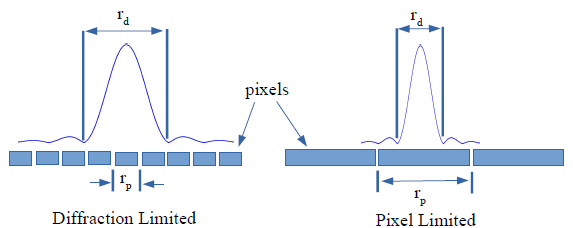 r_d
r_d
pixels
r_p
r_p
Diffraction Limited
Pixel Limited